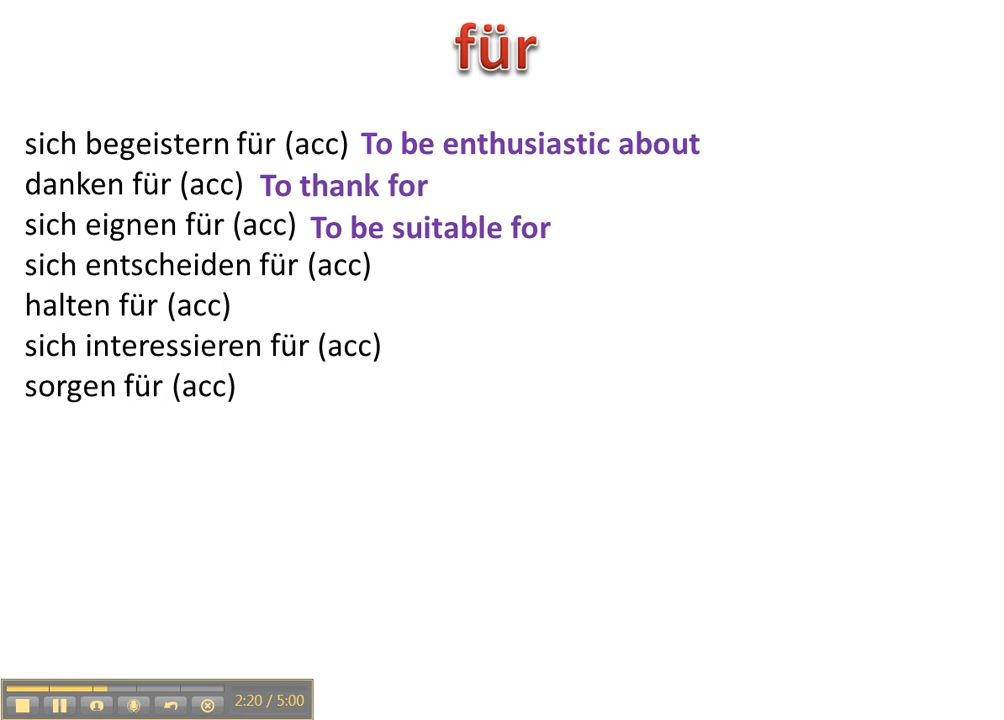 für
sich begeistern für (acc) To be enthusiastic about
danken für (acc) To thank for
sich eignen für (acc) To be suitable for
sich entscheiden für (acc)
halten für (acc)
sich interessieren für (acc)
sorgen für (acc)
2:20 / 5:00